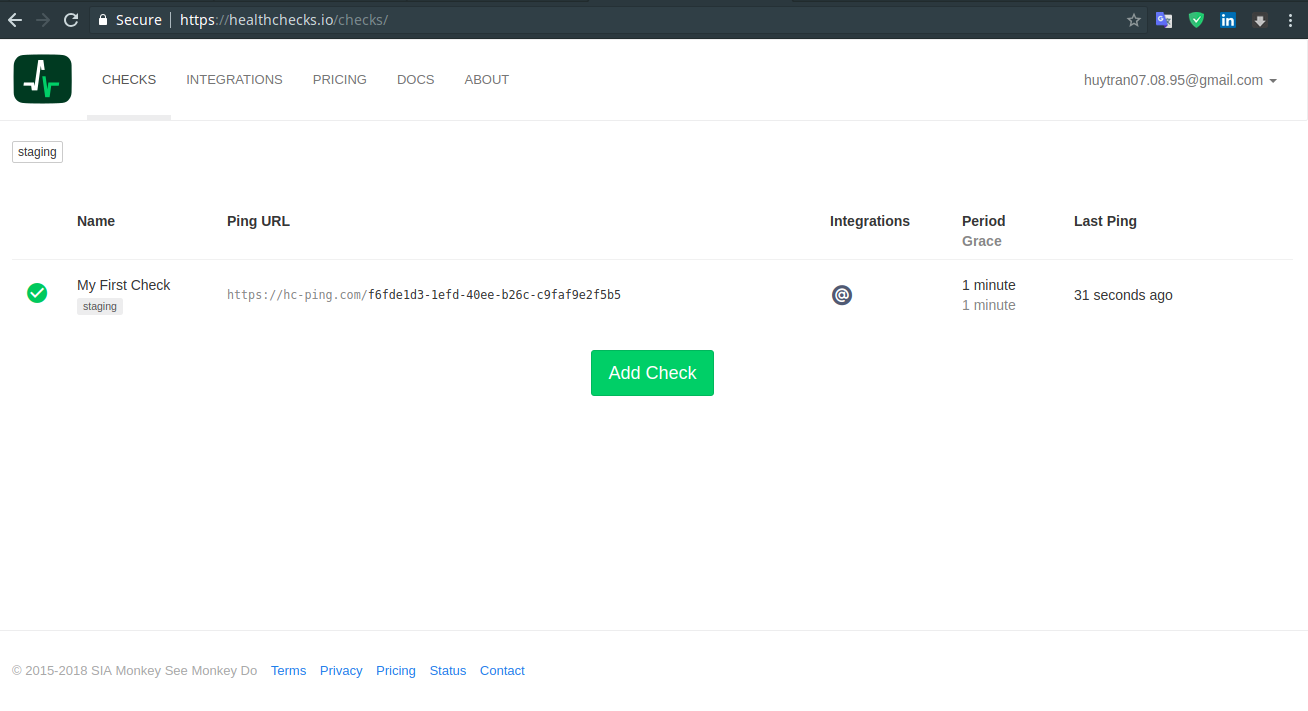 Secure | https://healthchecks.io/checks/
CHECKS INTEGRATIONS PRICING DOCS ABOUT huytran07.08.95@gmail.com
staging
Name Ping URL Integrations Period Last Ping
Grace
My First Check https://hc-ping.com/f6fde1d3-1efd-40ee-b26c-c9faf9e2f5b5 @ 1 minute 31 seconds ago
staging 1 minute
Add Check
© 2015-2018 SIA Monkey See Monkey Do Terms Privacy Pricing Status Contact